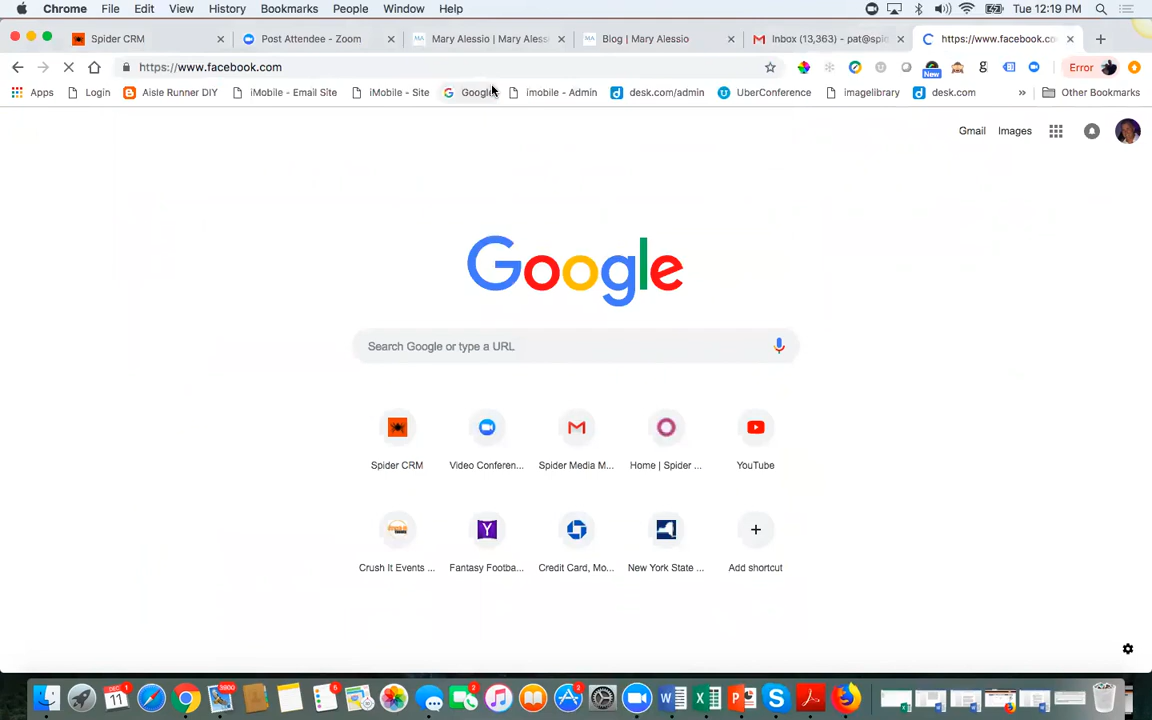 Chrome File Edit View History Bookmarks People Window Help Tue 12:19 PM
Spider CRM Post Attendee - Zoom Mary Alessio | Mary Aless Blog | Mary Alessio Inbox (13,363) - pat@spi https://www.facebook.co
https://www.facebook.com New Error
Apps Login Aisle Runner DIY iMobile - Email Site iMobile - Site Google imobile - Admin desk.com/admin UberConference imagelibrary desk.com » Other Bookmarks
Gmail Images
Google
Search Google or type a URL
Spider CRM Video Conferen... Spider Media M... Home | Spider ... YouTube
Crush It Events ... Fantasy Footba... Credit Card, Mo... New York State ... Add shortcut